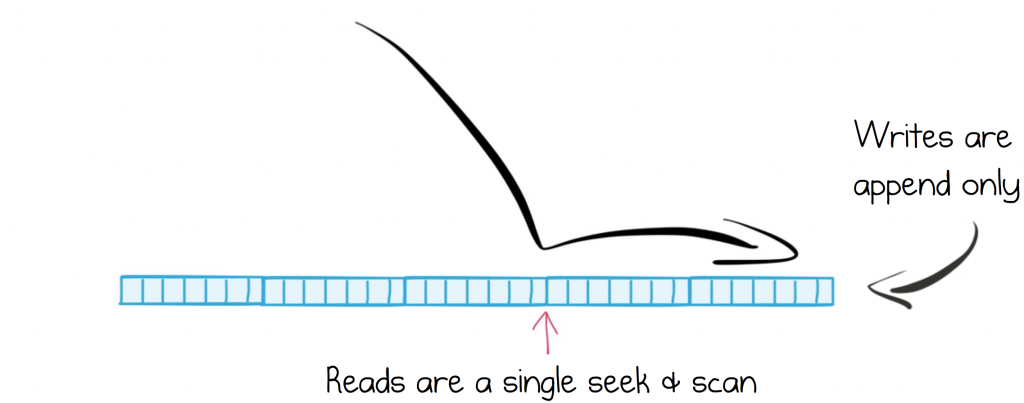 Writes are
append only
Reads are a single seek & scan